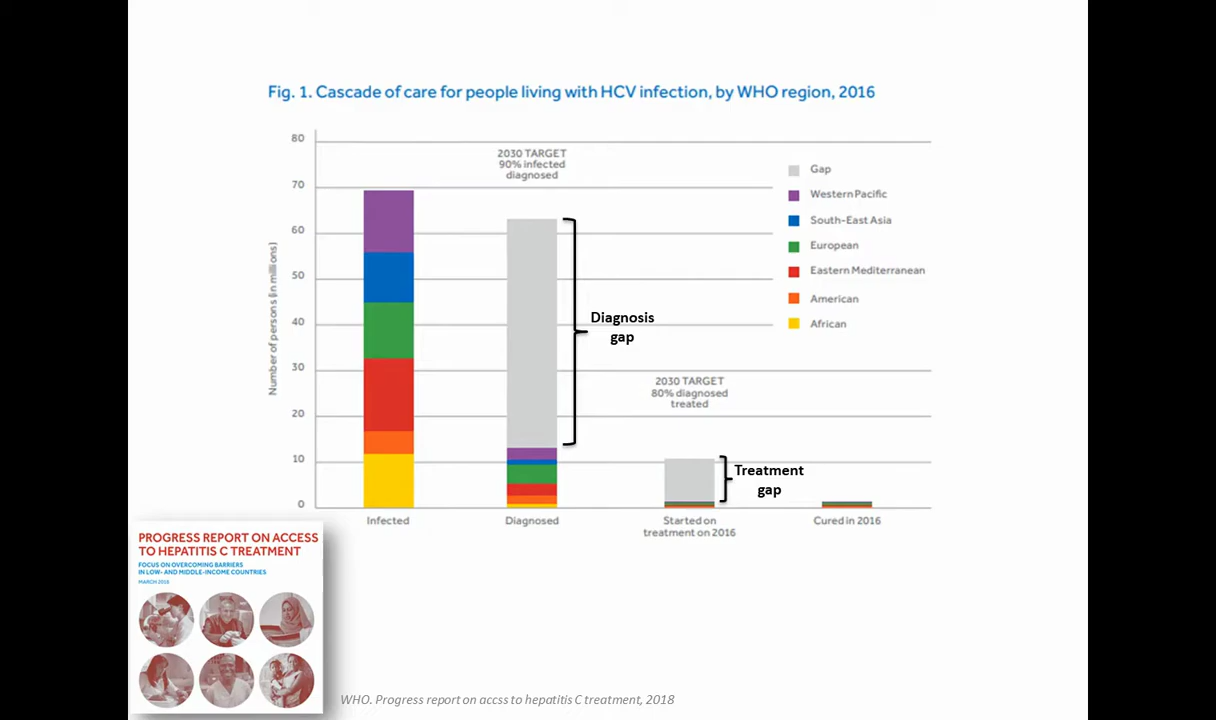 Fig. 1. Cascade of care for people living with HCV infection, by WHO region, 2016
Number of persons (in millions)
80
70
60
50
40
30
20
10
0
2030 TARGET
90% infected
diagnosed
Diagnosis
gap
2030 TARGET
80% diagnosed
treated
Treatment
gap
Gap
Western Pacific
South-East Asia
European
Eastern Mediterranean
American
African
Infected
Diagnosed
Started on
treatment on 2016
Cured in 2016
PROGRESS REPORT ON ACCESS
TO HEPATITIS C TREATMENT
FOCUS ON OVERCOMING BARRIERS
IN LOW- AND MIDDLE-INCOME COUNTRIES
MARCH 2018
WHO. Progress report on accss to hepatitis C treatment, 2018